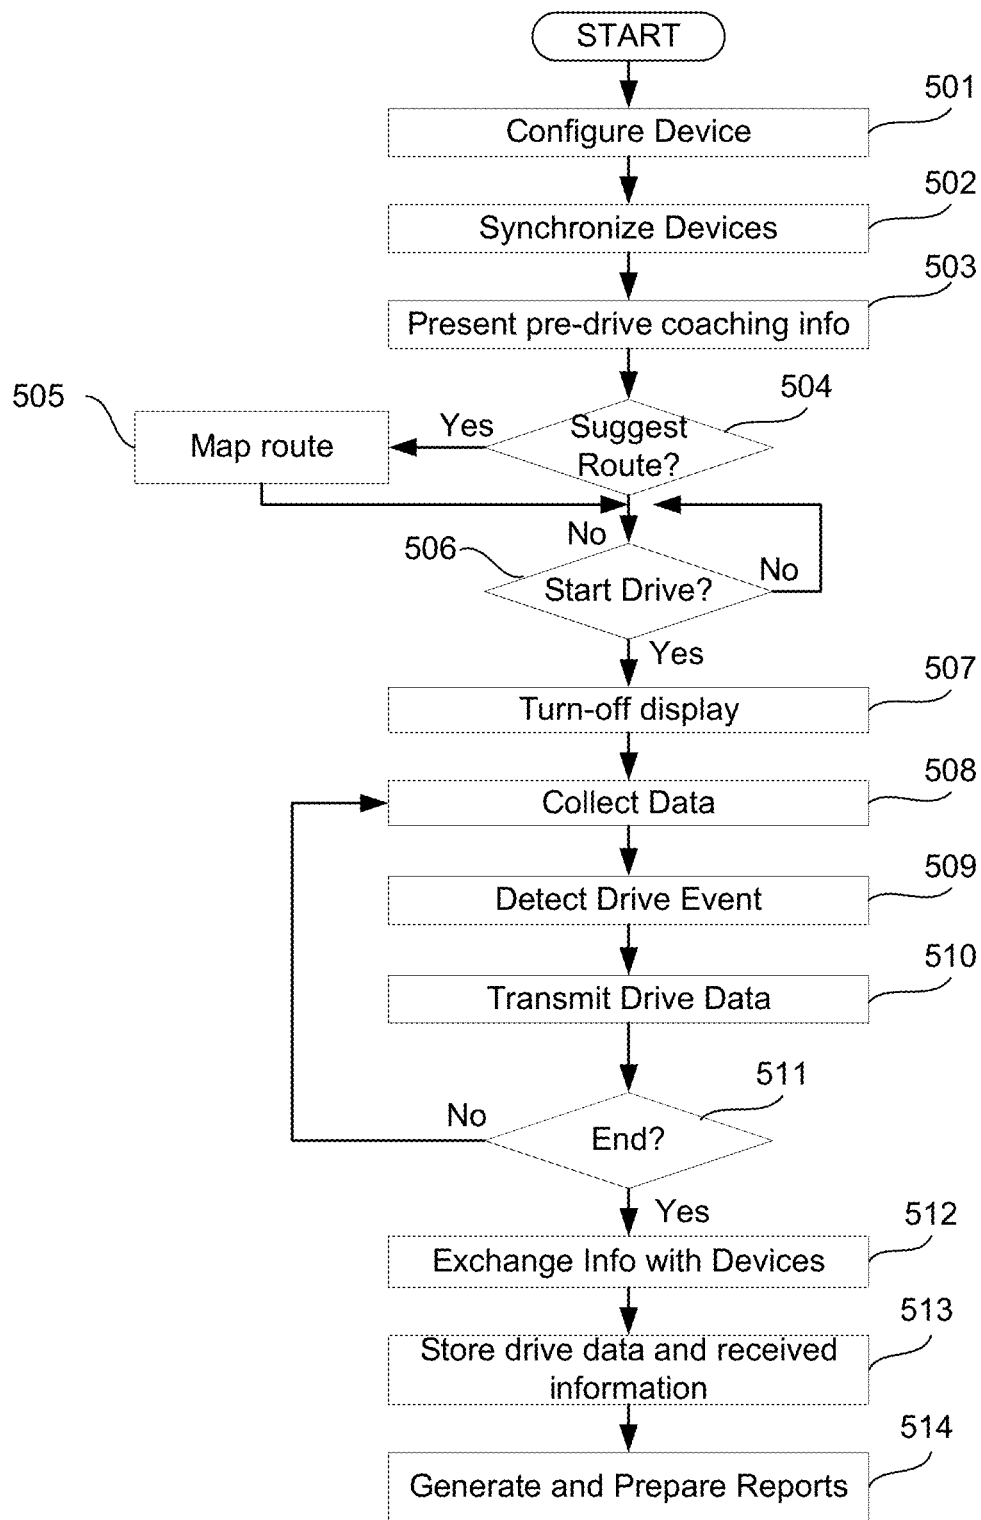 START
501
Configure Device
502
Synchronize Devices
503
Present pre-drive coaching info
504
505
Yes
Suggest
Route?
Map route
No
506
Start Drive?
No
Yes
507
Turn-off display
508
Collect Data
509
Detect Drive Event
510
Transmit Drive Data
511
No
End?
Yes
512
Exchange Info with Devices
513
Store drive data and received
information
514
Generate and Prepare Reports